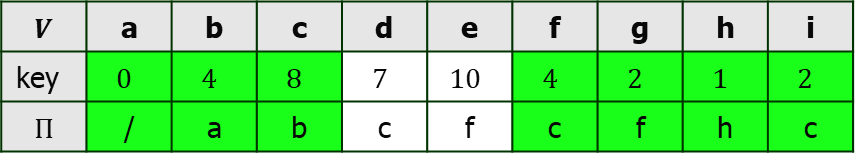 V a b c d e f g h i
key 0 4 8 7 10 4 2 1 2
Π / a b c f c f h c